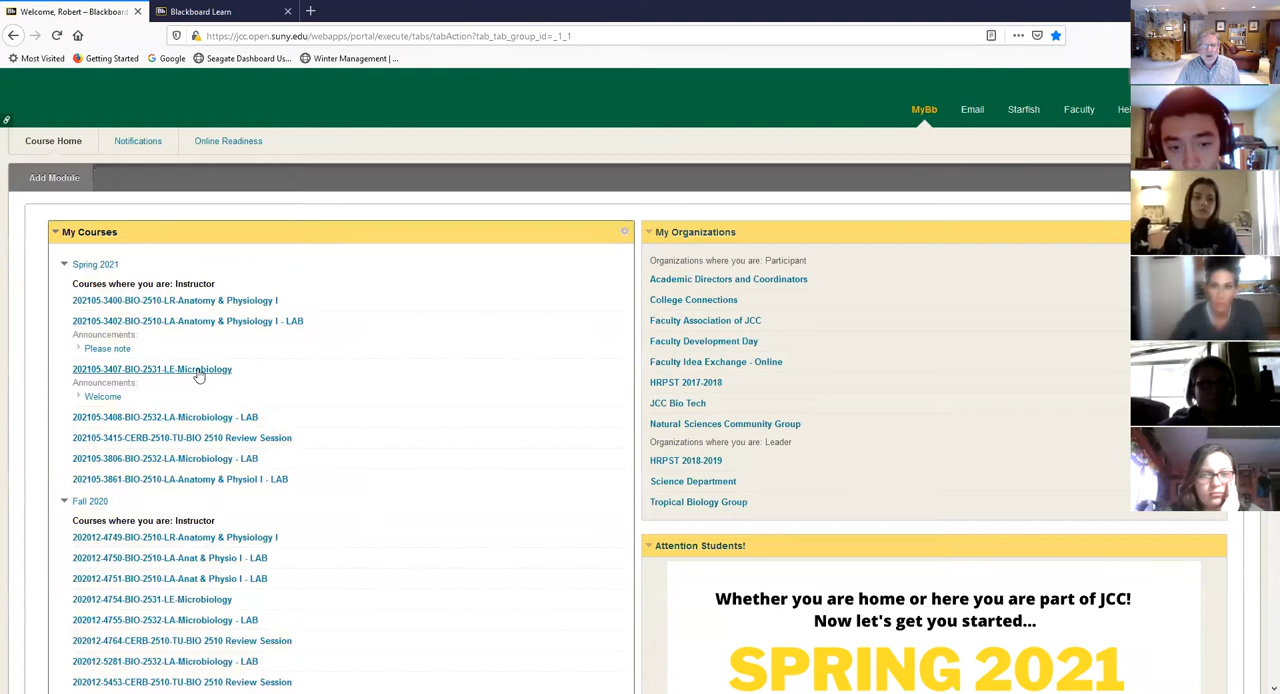 Welcome, Robert – Blackboard
Blackboard Learn
https://jcc.open.suny.edu/webapps/portal/execute/tabs/tabAction?tab_tab_group_id=_1_1
Most Visited
Getting Started
Google
Seagate Dashboard Us...
Winter Management | ...
MyBb
Email
Starfish
Faculty
Hel
Course Home
Notifications
Online Readiness
Add Module
My Courses
Spring 2021
Courses where you are: Instructor
202105-3400-BIO-2510-LR-Anatomy & Physiology I
202105-3402-BIO-2510-LA-Anatomy & Physiology I - LAB
Announcements:
Please note
202105-3407-BIO-2531-LE-Microbiology
Announcements:
Welcome
202105-3408-BIO-2532-LA-Microbiology - LAB
202105-3415-CERB-2510-TU-BIO 2510 Review Session
202105-3806-BIO-2532-LA-Microbiology - LAB
202105-3861-BIO-2510-LA-Anatomy & Physiol I - LAB
Fall 2020
Courses where you are: Instructor
202012-4749-BIO-2510-LR-Anatomy & Physiology I
202012-4750-BIO-2510-LA-Anat & Physio I - LAB
202012-4751-BIO-2510-LA-Anat & Physio I - LAB
202012-4754-BIO-2531-LE-Microbiology
202012-4755-BIO-2532-LA-Microbiology - LAB
202012-4764-CERB-2510-TU-BIO 2510 Review Session
202012-5281-BIO-2532-LA-Microbiology - LAB
202012-5453-CERB-2510-TU-BIO 2510 Review Session
My Organizations
Organizations where you are: Participant
Academic Directors and Coordinators
College Connections
Faculty Association of JCC
Faculty Development Day
Faculty Idea Exchange - Online
HRPST 2017-2018
JCC Bio Tech
Natural Sciences Community Group
Organizations where you are: Leader
HRPST 2018-2019
Science Department
Tropical Biology Group
Attention Students!
Whether you are home or here you are part of JCC!
Now let's get you started...
SPRING 2021